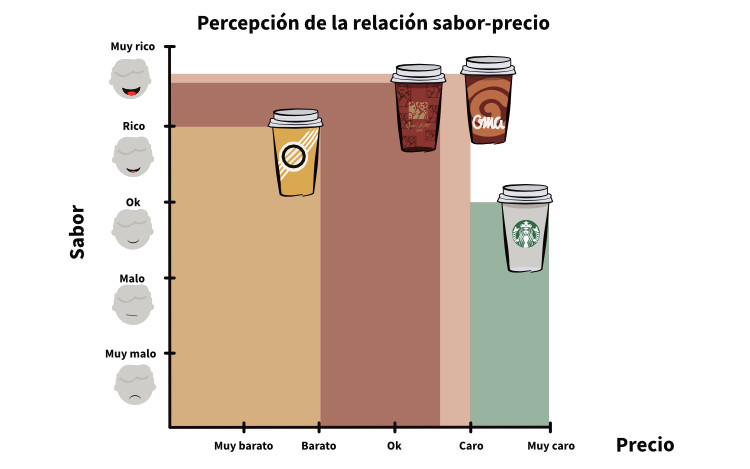 Percepción de la relación sabor-precio
Muy rico
Rico
Ok
Malo
Muy malo
Sabor
oma
Muy barato
Barato
Ok
Caro
Muy caro
Precio